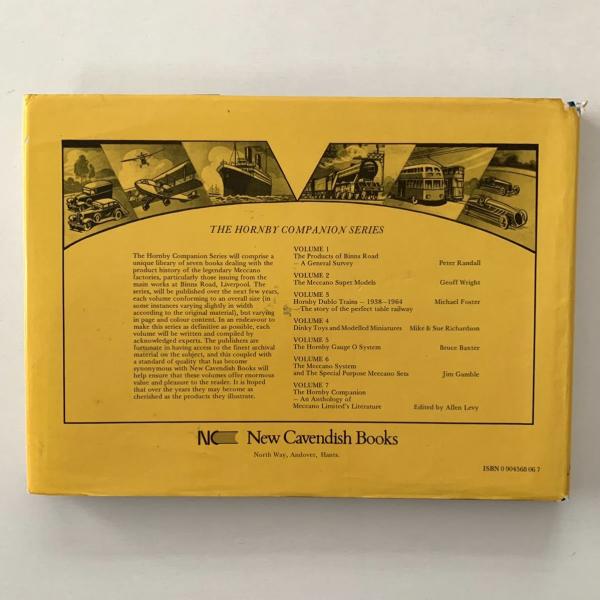 THE HORNBY COMPANION SERIES
The Hornby Companion Series will comprise a
unique library of seven books dealing with the
product history of the legendary Meccano
factories, particularly those issuing from the
main works at Binns Road, Liverpool. The
series, will be published over the next few years,
each volume conforming to an overall size (in
some instances varying slightly in width
according to the original material), but varying
in page and colour content. In an endeavour to
make this series as definitive as possible, each
volume will be written and compiled by
acknowledged experts. The publishers are
fortunate in having access to the finest archival
material on the subject, and this coupled with
a standard of quality that has become
synonymous with New Cavendish Books will
help ensure that these volumes offer enormous
value and pleasure to the reader. It is hoped
that over the years they may become as
cherished as the products they illustrate.
VOLUME 1
The Products of Binns Road
— A General Survey Peter Randall
VOLUME 2
The Meccano Super Models Geoff Wright
VOLUME 3
Hornby Dublo Trains — 1938–1964 Michael Foster
—The story of the perfect table railway
VOLUME 4
Dinky Toys and Modelled Miniatures Mike & Sue Richardson
VOLUME 5
The Hornby Gauge O System Bruce Baxter
VOLUME 6
The Meccano System
and The Special Purpose Meccano Sets Jim Gamble
VOLUME 7
The Hornby Companion
— An Anthology of
Meccano Limited's Literature Edited by Allen Levy
NC New Cavendish Books
North Way, Andover, Hants.
ISBN 0 904568 06 7